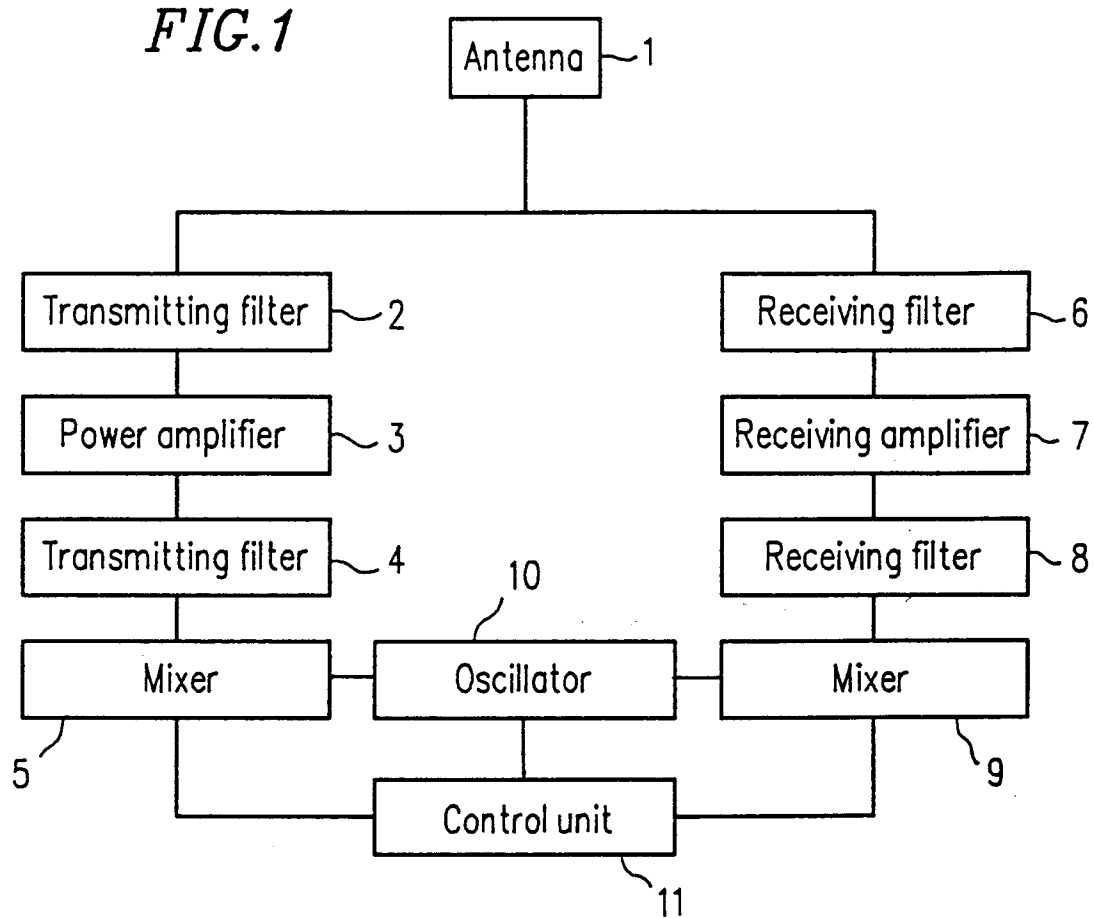 FIG.1
Antenna 1
Transmitting filter 2
Receiving filter 6
Power amplifier 3
Receiving amplifier 7
Transmitting filter 4
Receiving filter 8
10
Mixer
Oscillator
Mixer
5
9
Control unit
11